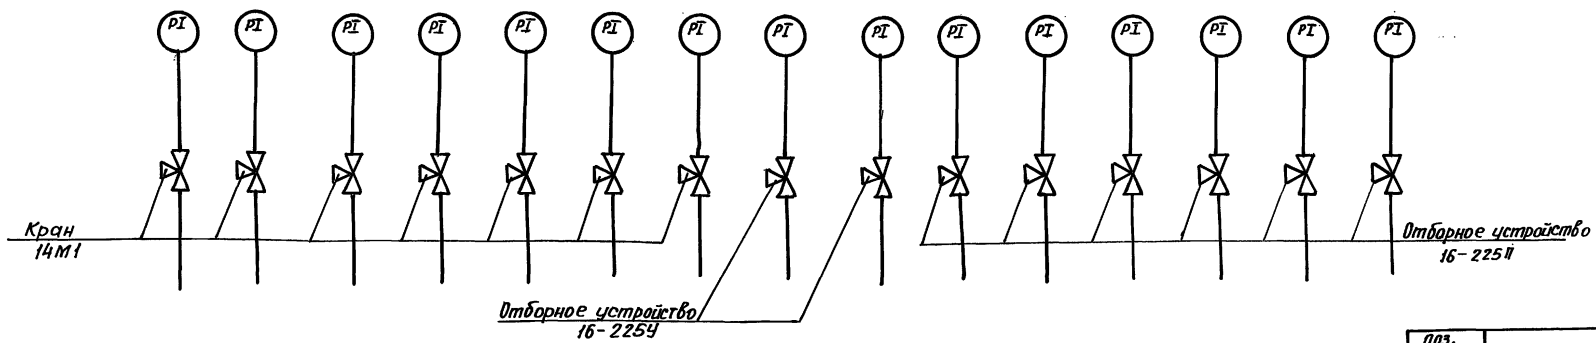 PI PI PI PI PI PI PI PI PI PI PI PI PI PI PI
Кран
14М1
Отборное устройство
16-225П
Отборное устройство
16-225У
поз.